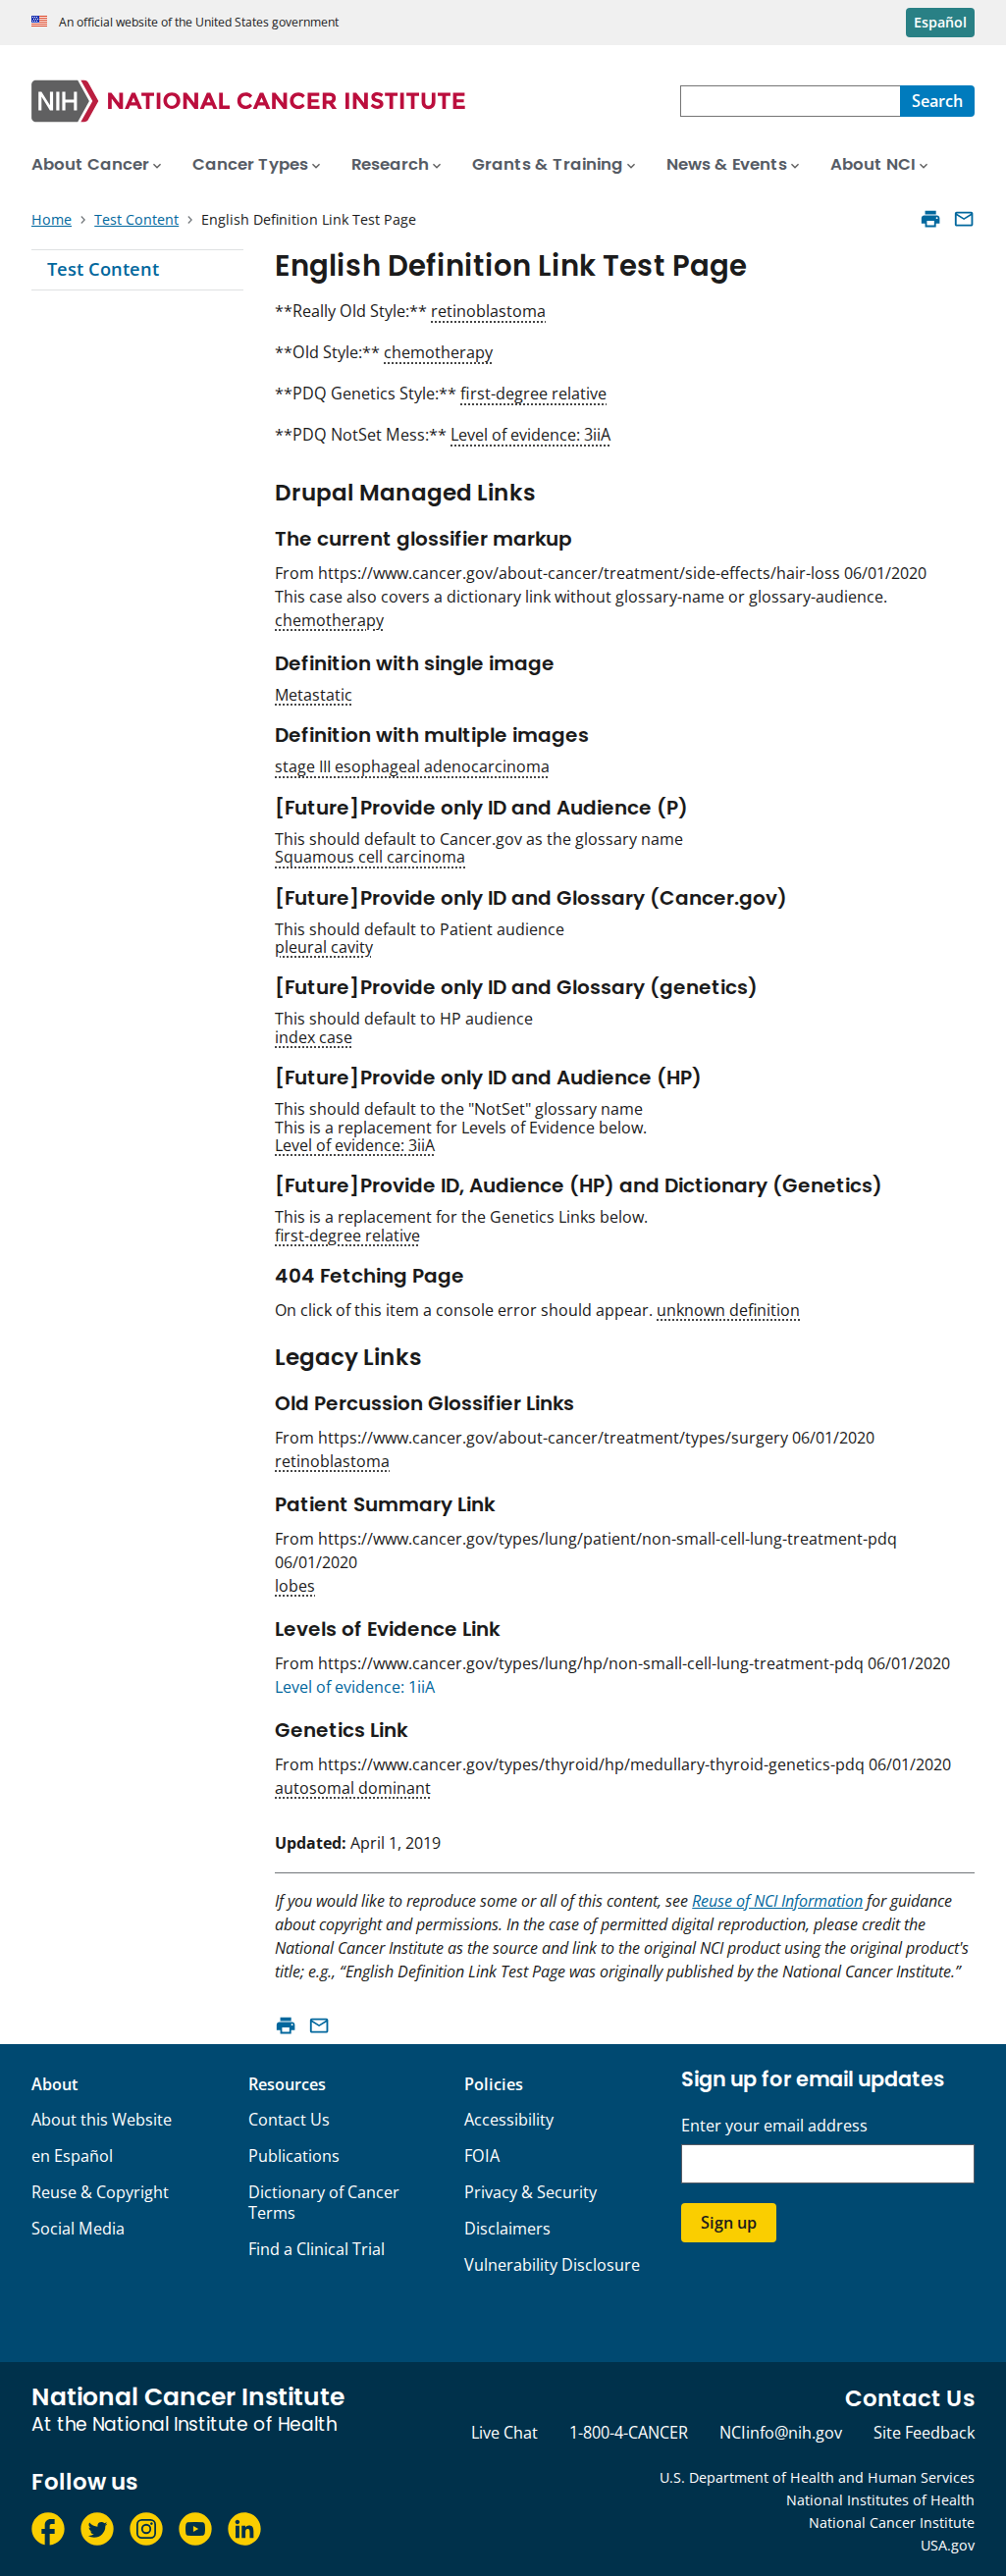 An official website of the United States government
Español
NIH NATIONAL CANCER INSTITUTE
Search
About Cancer Cancer Types Research Grants & Training News & Events About NCI
Home > Test Content > English Definition Link Test Page
Test Content
English Definition Link Test Page
**Really Old Style:** retinoblastoma
**Old Style:** chemotherapy
**PDQ Genetics Style:** first-degree relative
**PDQ NotSet Mess:** Level of evidence: 3iiA
Drupal Managed Links
The current glossifier markup
From https://www.cancer.gov/about-cancer/treatment/side-effects/hair-loss 06/01/2020
This case also covers a dictionary link without glossary-name or glossary-audience.
chemotherapy
Definition with single image
Metastatic
Definition with multiple images
stage III esophageal adenocarcinoma
[Future]Provide only ID and Audience (P)
This should default to Cancer.gov as the glossary name
Squamous cell carcinoma
[Future]Provide only ID and Glossary (Cancer.gov)
This should default to Patient audience
pleural cavity
[Future]Provide only ID and Glossary (genetics)
This should default to HP audience
index case
[Future]Provide only ID and Audience (HP)
This should default to the "NotSet" glossary name
This is a replacement for Levels of Evidence below.
Level of evidence: 3iiA
[Future]Provide ID, Audience (HP) and Dictionary (Genetics)
This is a replacement for the Genetics Links below.
first-degree relative
404 Fetching Page
On click of this item a console error should appear. unknown definition
Legacy Links
Old Percussion Glossifier Links
From https://www.cancer.gov/about-cancer/treatment/types/surgery 06/01/2020
retinoblastoma
Patient Summary Link
From https://www.cancer.gov/types/lung/patient/non-small-cell-lung-treatment-pdq
06/01/2020
lobes
Levels of Evidence Link
From https://www.cancer.gov/types/lung/hp/non-small-cell-lung-treatment-pdq 06/01/2020
Level of evidence: 1iiA
Genetics Link
From https://www.cancer.gov/types/thyroid/hp/medullary-thyroid-genetics-pdq 06/01/2020
autosomal dominant
Updated: April 1, 2019
If you would like to reproduce some or all of this content, see Reuse of NCI Information for guidance
about copyright and permissions. In the case of permitted digital reproduction, please credit the
National Cancer Institute as the source and link to the original NCI product using the original product's
title; e.g., “English Definition Link Test Page was originally published by the National Cancer Institute.”
About
About this Website
en Español
Reuse & Copyright
Social Media
Resources
Contact Us
Publications
Dictionary of Cancer
Terms
Find a Clinical Trial
Policies
Accessibility
FOIA
Privacy & Security
Disclaimers
Vulnerability Disclosure
Sign up for email updates
Enter your email address
Sign up
National Cancer Institute
At the National Institute of Health
Contact Us
Live Chat 1-800-4-CANCER NCIinfo@nih.gov Site Feedback
Follow us
U.S. Department of Health and Human Services
National Institutes of Health
National Cancer Institute
USA.gov